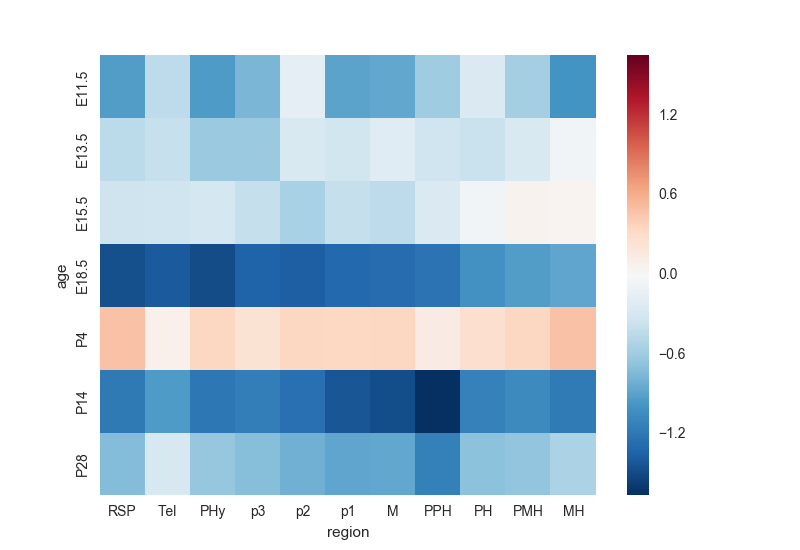 E11.5
E13.5
E15.5
E18.5
P4
P14
P28
age
RSP Tel PHy p3 p2 p1 M PPH PH PMH MH
region
1.2
0.6
0.0
−0.6
−1.2